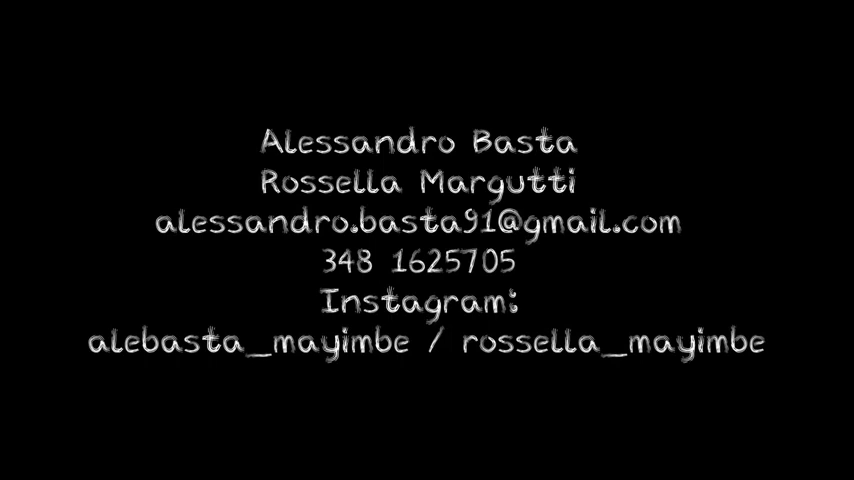 Alessandro Basta
Rossella Margutti
alessandro.basta91@gmail.com
348 1625705
Instagram:
alebasta_mayimbe / rossella_mayimbe